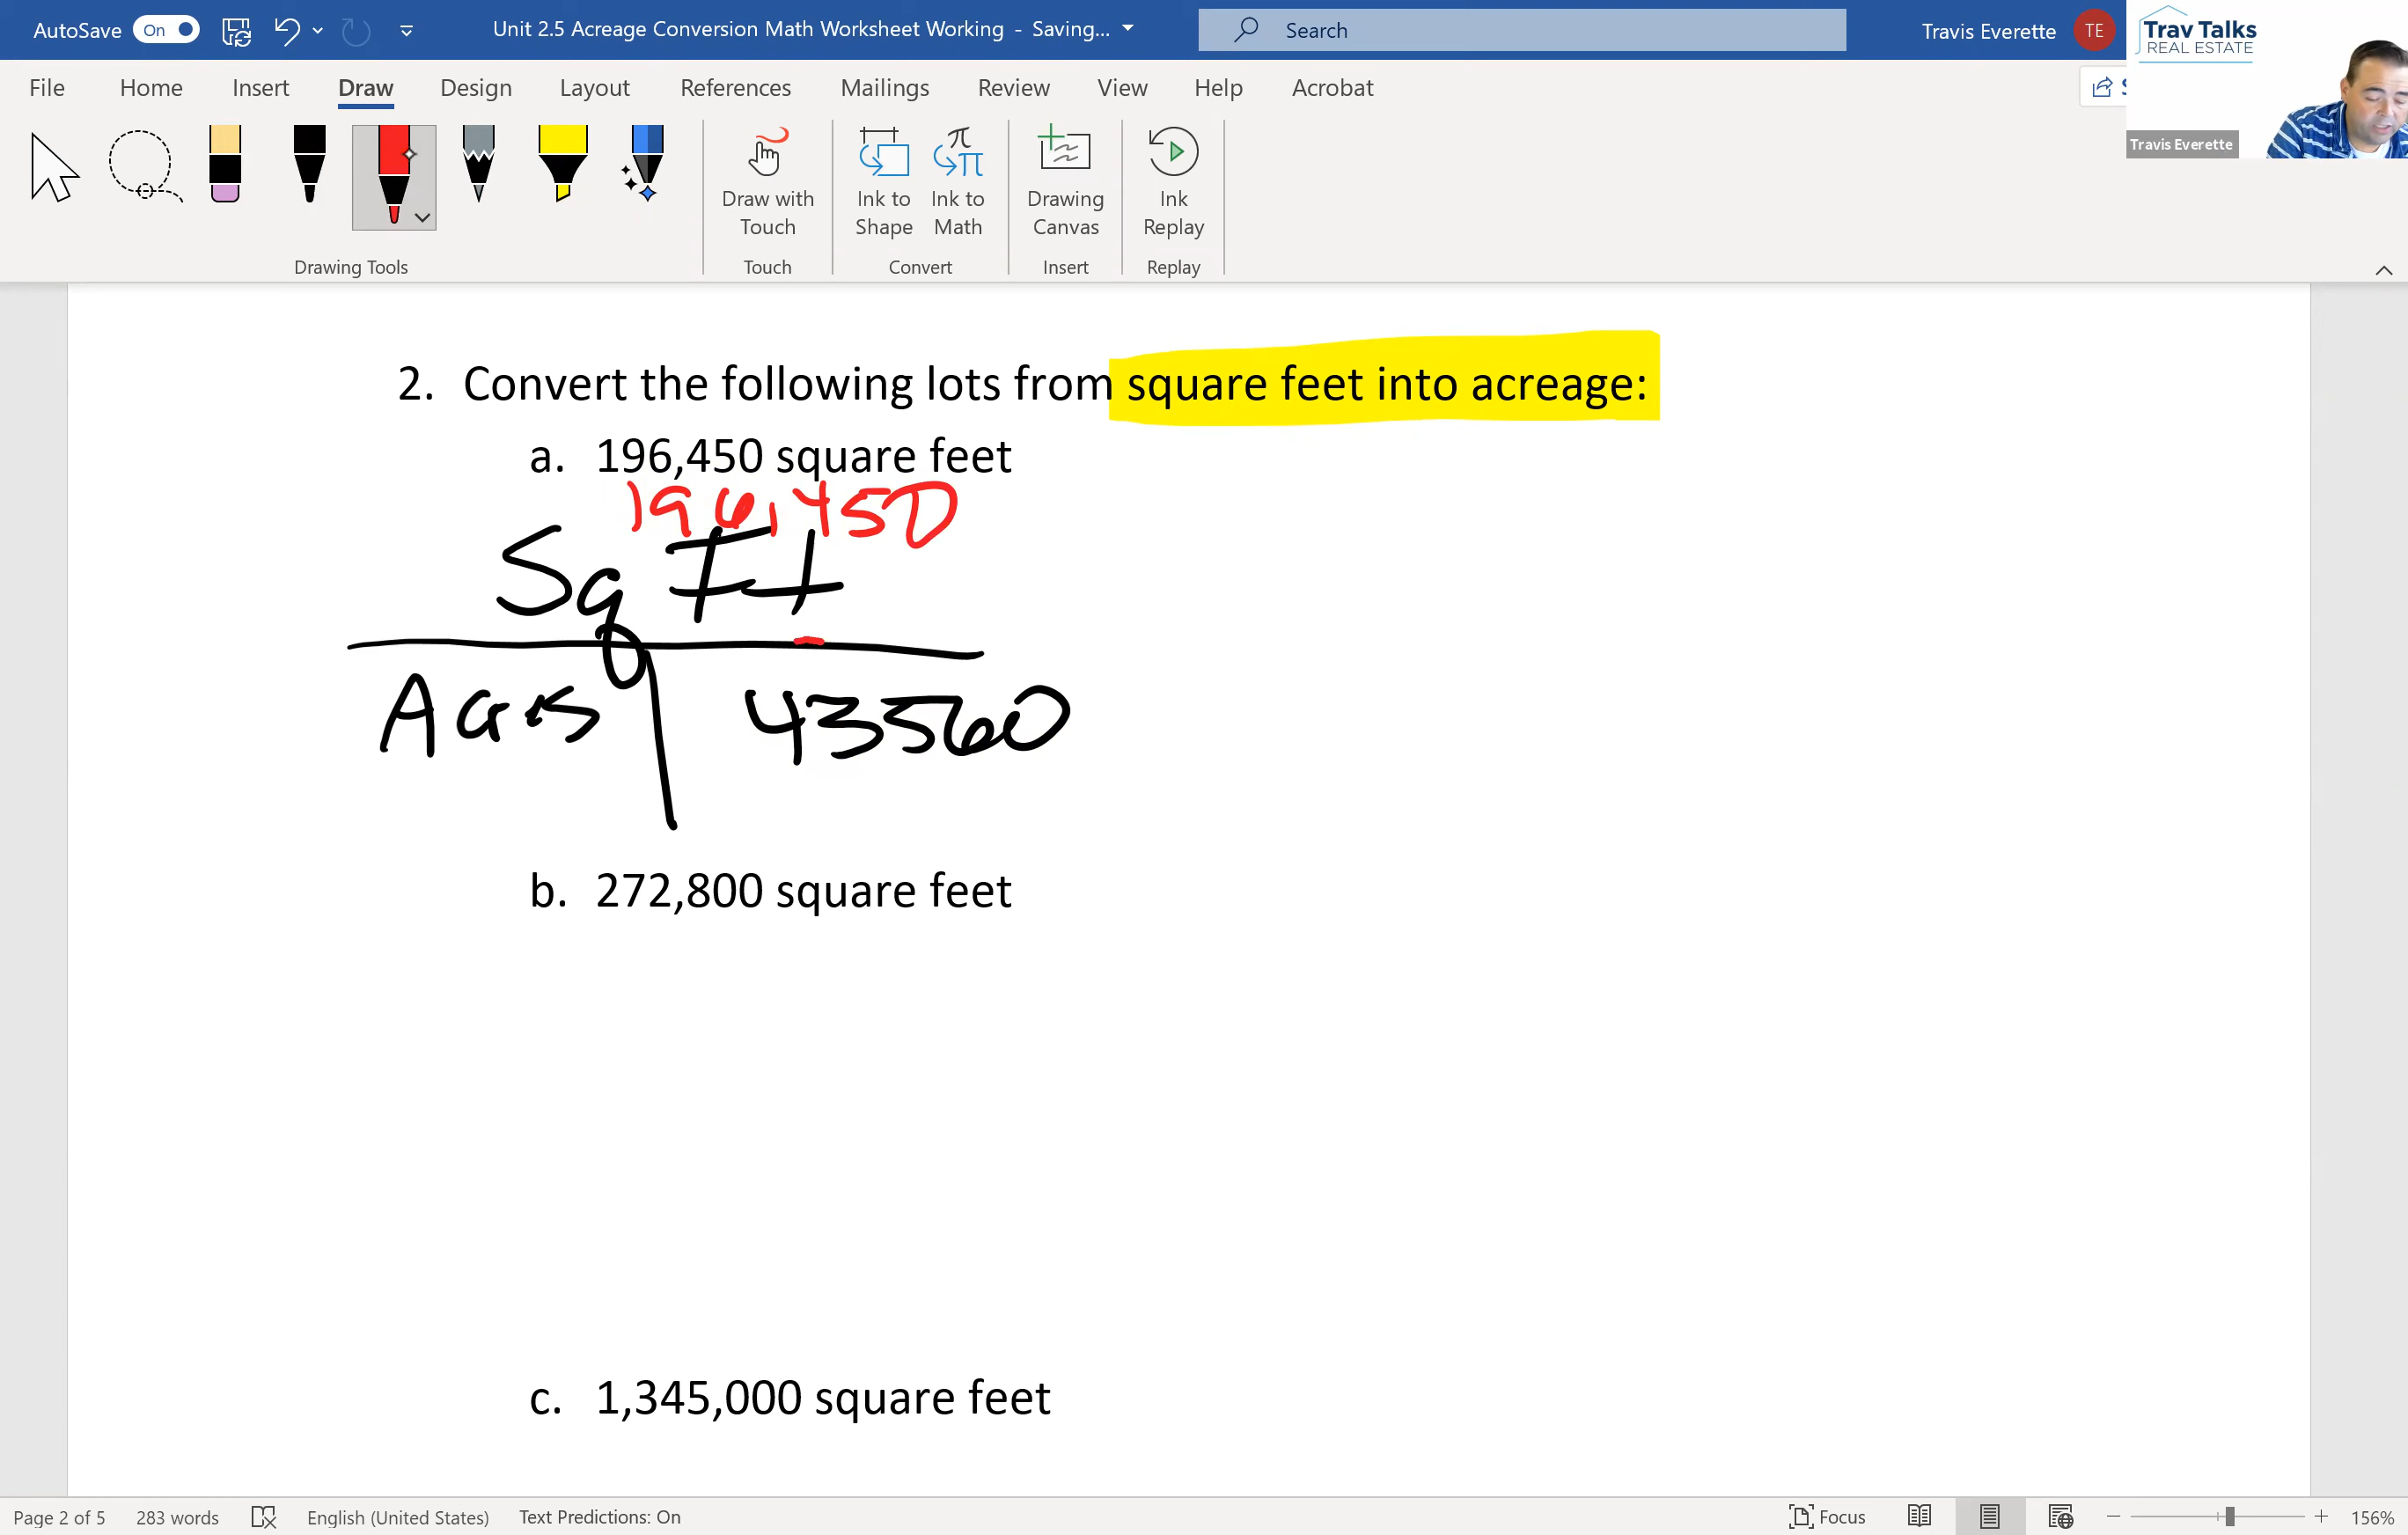 AutoSave On Unit 2.5 Acreage Conversion Math Worksheet Working - Saving... Search Travis Everette TE
Trav Talks
REAL ESTATE
Travis Everette
File Home Insert Draw Design Layout References Mailings Review View Help Acrobat
Draw with Touch Ink to Shape Ink to Math Drawing Canvas Ink Replay
Drawing Tools Touch Convert Insert Replay
2. Convert the following lots from square feet into acreage:
a. 196,450 square feet
196,450
Sq Ft
Acres 43560
b. 272,800 square feet
c. 1,345,000 square feet
Page 2 of 5 283 words English (United States) Text Predictions: On Focus 156%